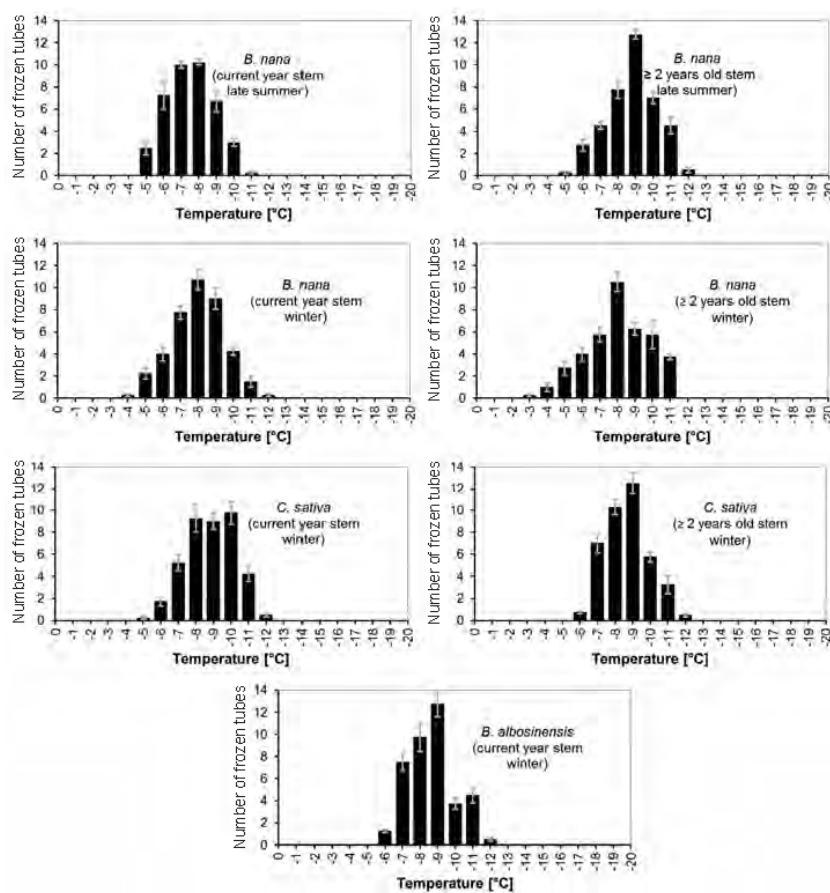 Number of frozen tubes
14
12
10
8
6
4
2
0
B. nana
(current year stem
late summer)
0 -1 -2 -3 -4 -5 -6 -7 -8 -9 -10 -11 -12 -13 -14 -15 -16 -17 -18 -19 -20
Temperature [°C]
Number of frozen tubes
14
12
10
8
6
4
2
0
B. nana
≥ 2 years old stem
late summer)
0 -1 -2 -3 -4 -5 -6 -7 -8 -9 -10 -11 -12 -13 -14 -15 -16 -17 -18 -19 -20
Temperature [°C]
Number of frozen tubes
14
12
10
8
6
4
2
0
B. nana
(current year stem
winter)
0 -1 -2 -3 -4 -5 -6 -7 -8 -9 -10 -11 -12 -13 -14 -15 -16 -17 -18 -19 -20
Temperature [°C]
Number of frozen tubes
14
12
10
8
6
4
2
0
B. nana
(≥ 2 years old stem
winter)
0 -1 -2 -3 -4 -5 -6 -7 -8 -9 -10 -11 -12 -13 -14 -15 -16 -17 -18 -19 -20
Temperature [°C]
Number of frozen tubes
14
12
10
8
6
4
2
0
C. sativa
(current year stem
winter)
0 -1 -2 -3 -4 -5 -6 -7 -8 -9 -10 -11 -12 -13 -14 -15 -16 -17 -18 -19 -20
Temperature [°C]
Number of frozen tubes
14
12
10
8
6
4
2
0
C. sativa
(≥ 2 years old stem
winter)
0 -1 -2 -3 -4 -5 -6 -7 -8 -9 -10 -11 -12 -13 -14 -15 -16 -17 -18 -19 -20
Temperature [°C]
Number of frozen tubes
14
12
10
8
6
4
2
0
B. albosinensis
(current year stem
winter)
0 -1 -2 -3 -4 -5 -6 -7 -8 -9 -10 -11 -12 -13 -14 -15 -16 -17 -18 -19 -20
Temperature [°C]